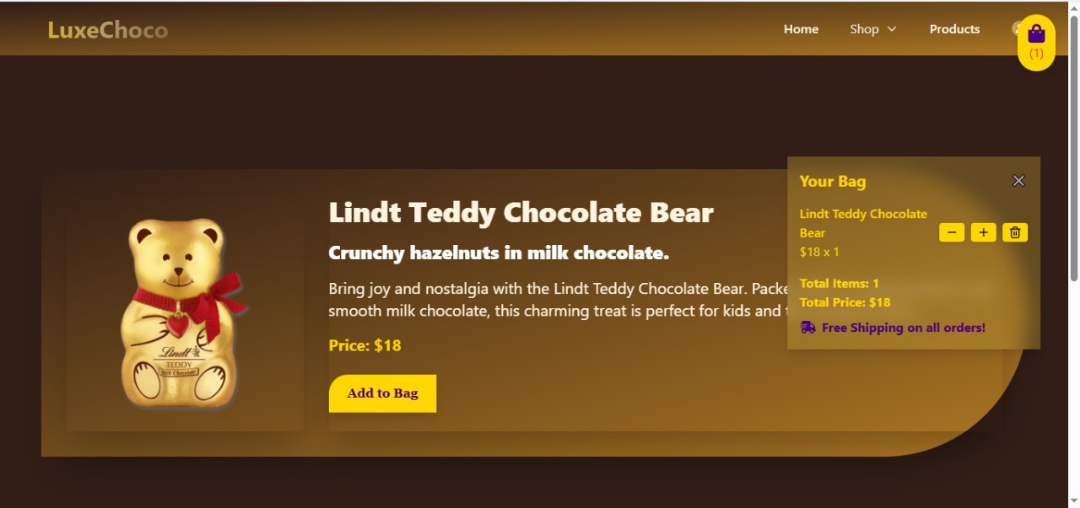 LuxeChoco
Home
Shop
Products
(1)
Lindt Teddy Chocolate Bear
Crunchy hazelnuts in milk chocolate.
Bring joy and nostalgia with the Lindt Teddy Chocolate Bear.
smooth milk chocolate, this charming treat is perfect for kids and
Price: $18
Add to Bag
Lindt
TEDDY
Milk Chocolate
Your Bag
Lindt Teddy Chocolate
Bear
$18 x 1
− +
Total Items: 1
Total Price: $18
Free Shipping on all orders!